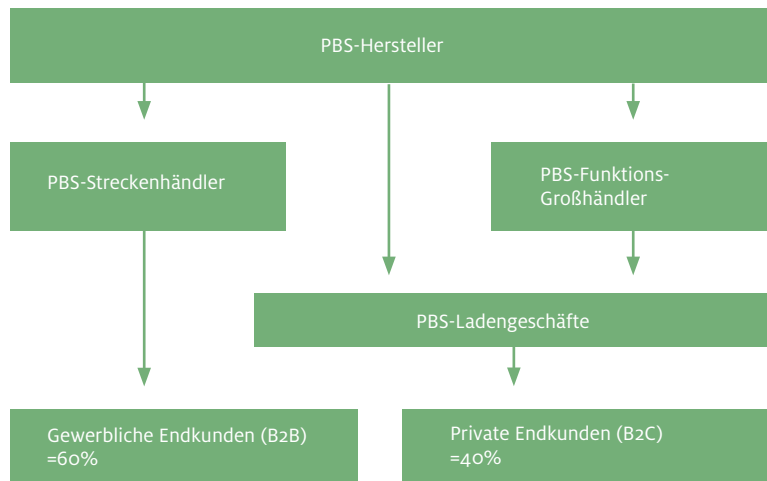 PBS-Hersteller
PBS-Streckenhändler
PBS-Funktions-
Großhändler
PBS-Ladengeschäfte
Gewerbliche Endkunden (B2B)
=60%
Private Endkunden (B2C)
=40%